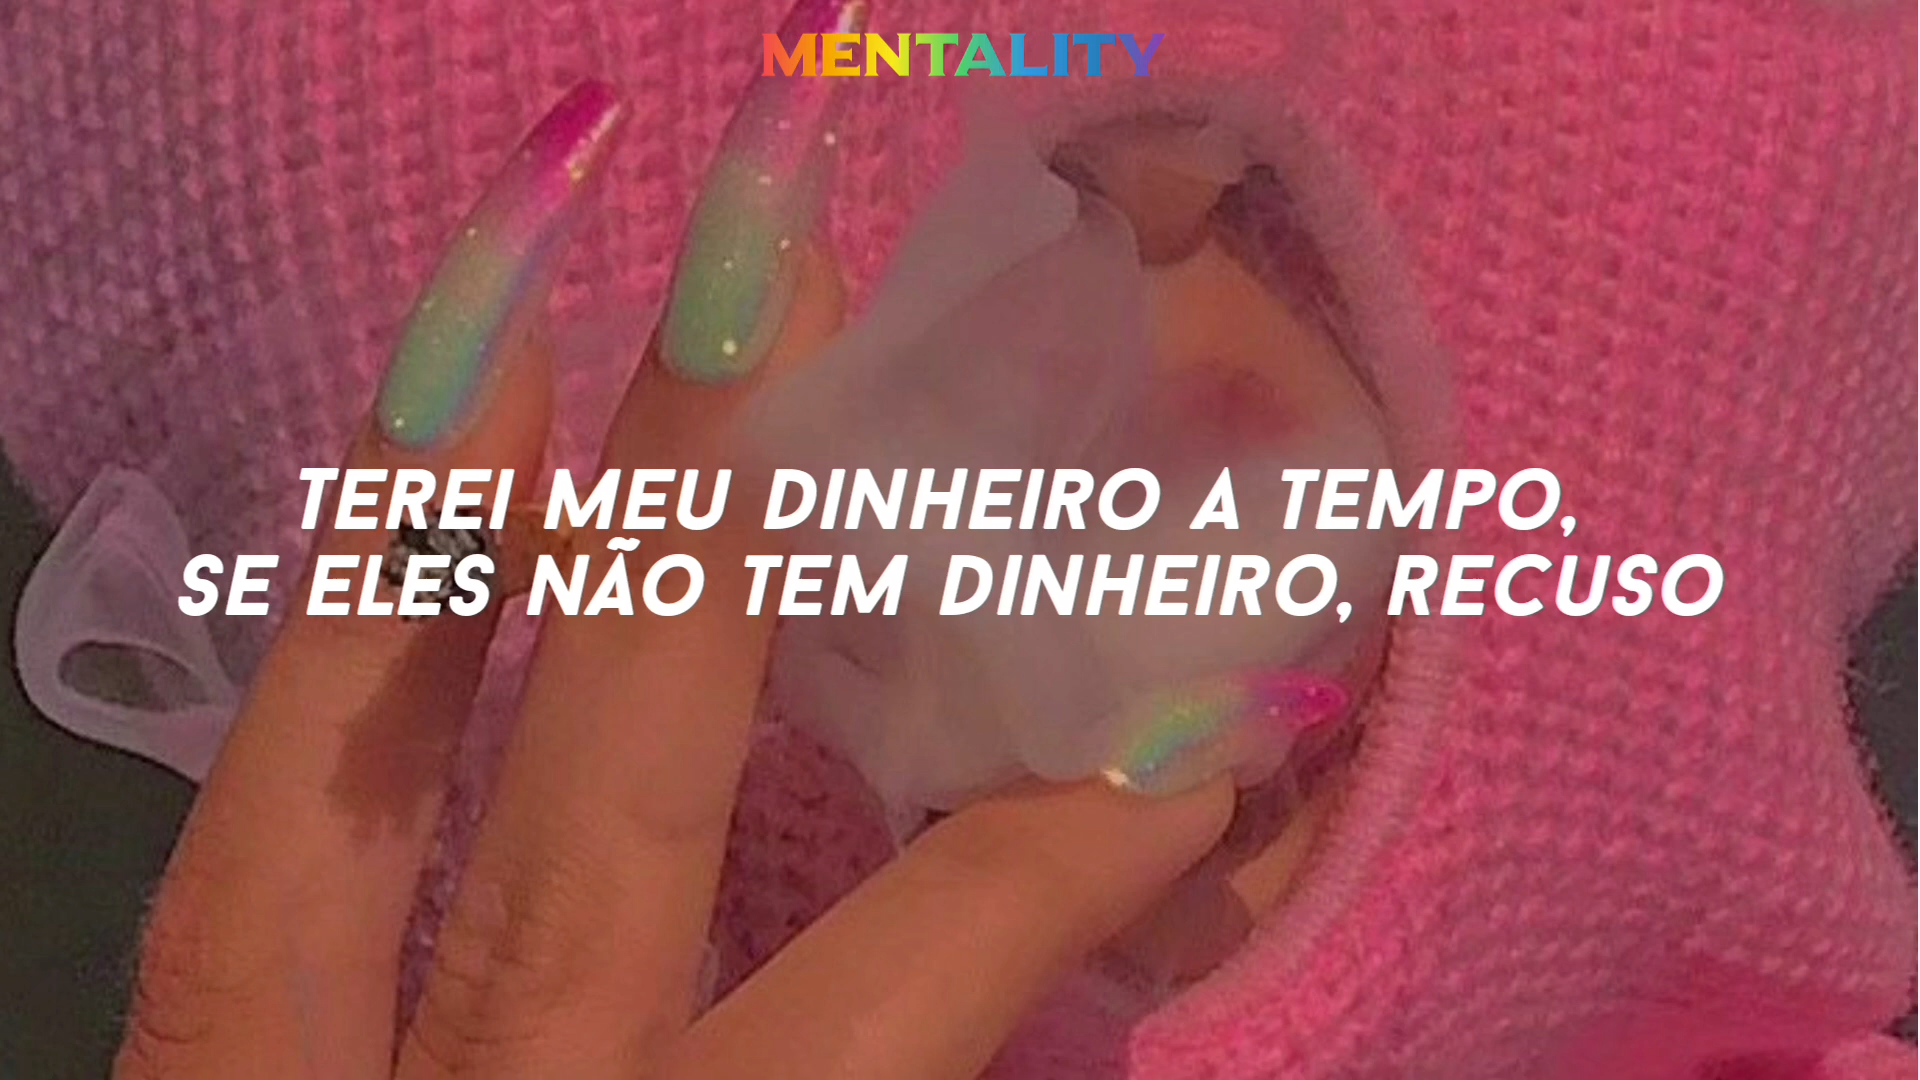 MENTALITY
TEREI MEU DINHEIRO A TEMPO,
SE ELES NÃO TEM DINHEIRO, RECUSO